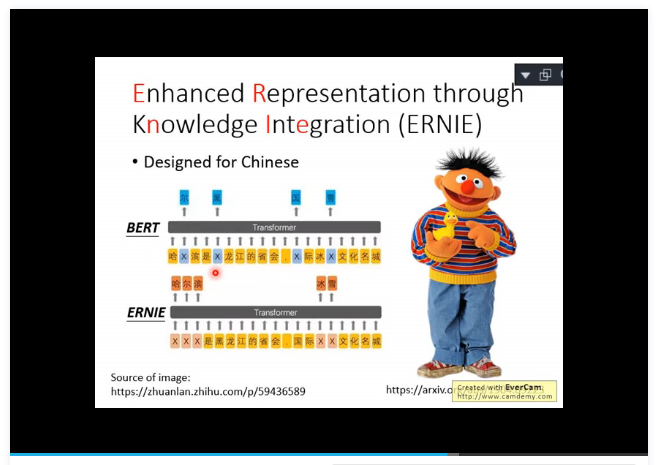 Enhanced Representation through
Knowledge Integration (ERNIE)
• Designed for Chinese
尔 黑 国 雪
BERT
Transformer
哈 X 滨 是 X 龙 江 的 省 会 , X 际 冰 X 文 化 名 城
哈 尔 滨 冰 雪
ERNIE
Transformer
X X X 是 黑 龙 江 的 省 会 , 国 际 X X 文 化 名 城
Source of image:
https://zhuanlan.zhihu.com/p/59436589
https://arxiv.o
Created with EverCam.
http://www.camdemy.com